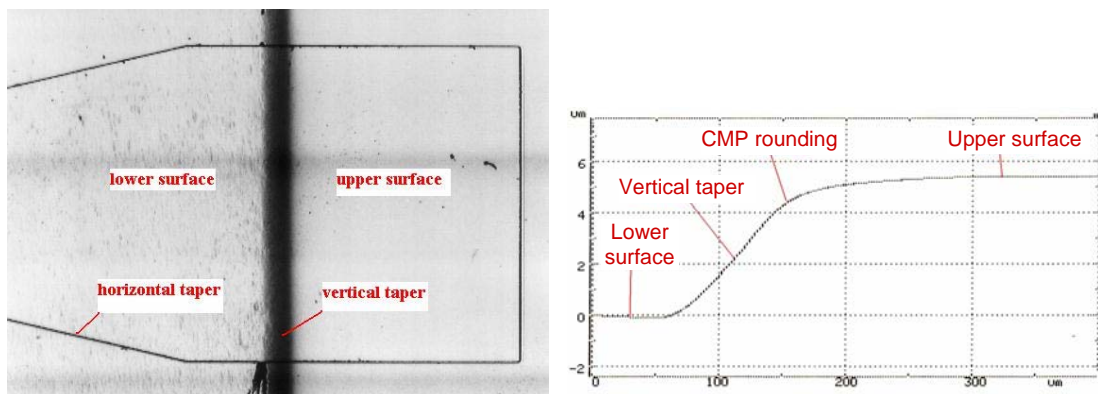 lower surface
upper surface
horizontal taper
vertical taper
Um
6
4
2
0
-2
0
100
200
300
Um
CMP rounding
Upper surface
Vertical taper
Lower
surface